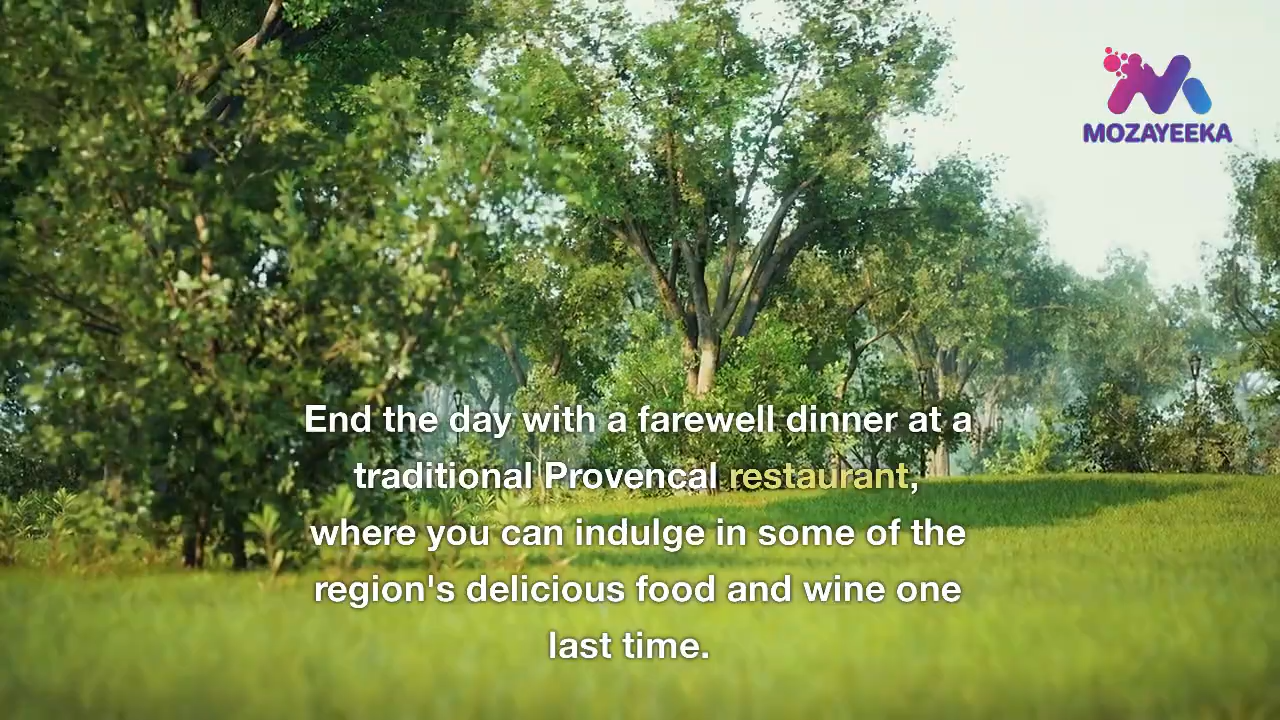 MOZAYEEKA
End the day with a farewell dinner at a
traditional Provencal restaurant,
where you can indulge in some of the
region's delicious food and wine one
last time.